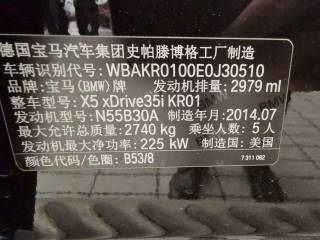 德国宝马汽车集团史帕滕博格工厂制造
车辆识别代号: WBAKR0100E0J30510
品牌: 宝马(BMW)牌 发动机排量: 2979 ml
整车型号: X5 xDrive35i KR01
发动机型号: N55B30A 制造年月: 2014.07
最大允许总质量: 2740 kg 乘坐人数: 5 人
发动机最大净功率: 225 kW 制造国: 美国
颜色代码/色圈: B53/8
7 311 082